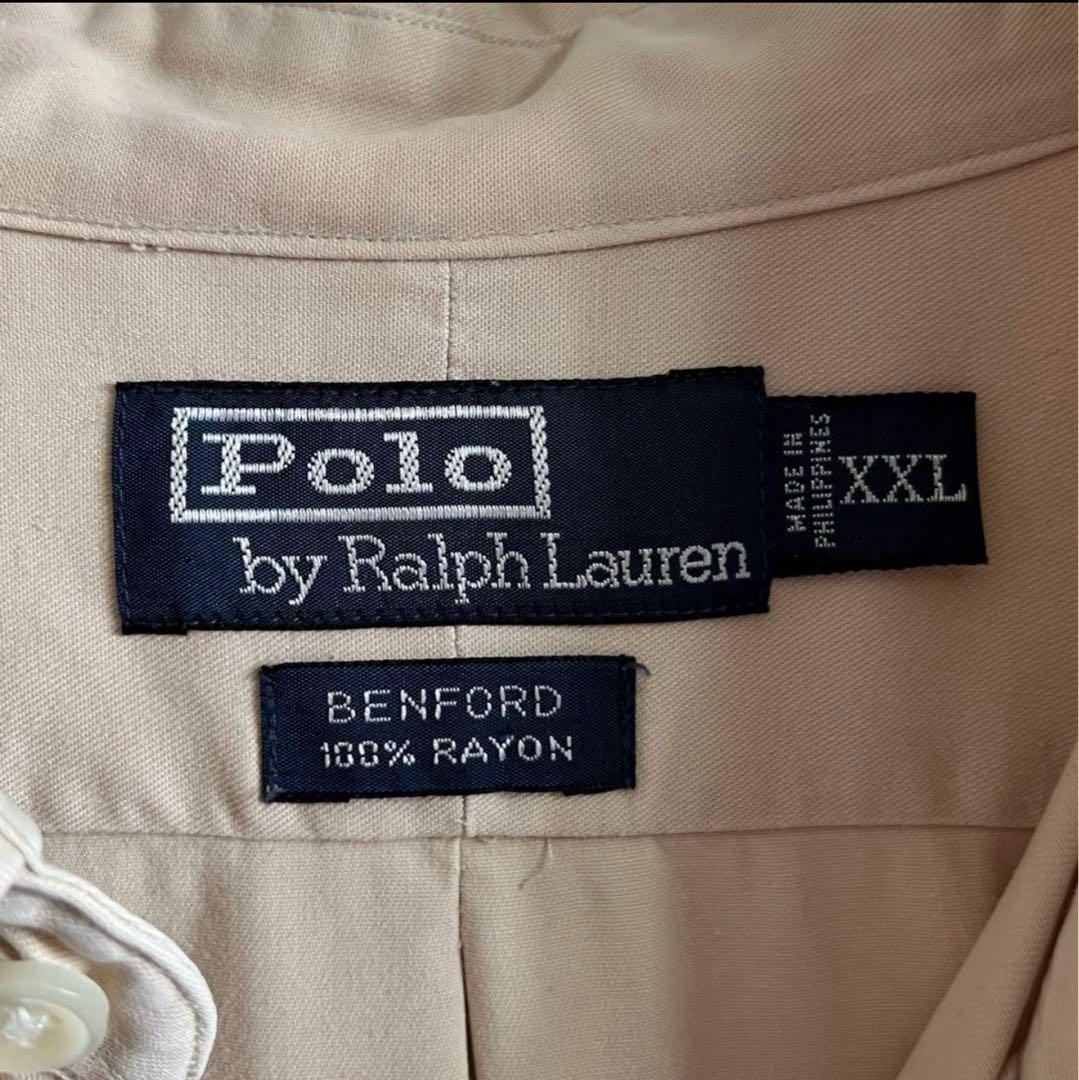 Polo
by Ralph Lauren
MADE IN
PHILIPPINES
XXL
BENFORD
100% RAYON